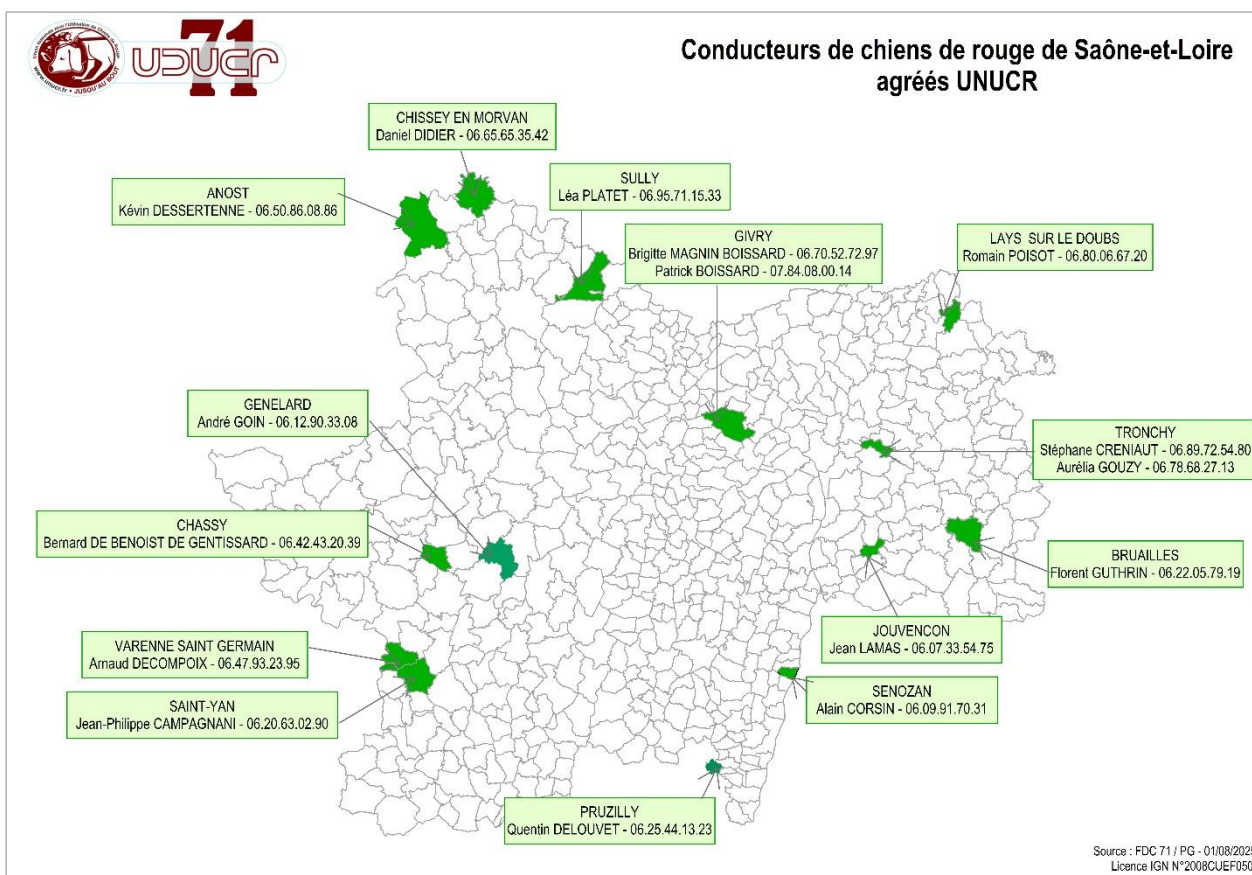 71
UNUCR
www.unucr.fr • JUSQU'AU BOUT
Conducteurs de chiens de rouge de Saône-et-Loire
agréés UNUCR
CHISSEY EN MORVAN
Daniel DIDIER - 06.65.65.35.42
ANOST
Kévin DESSERTENNE - 06.50.86.08.86
SULLY
Léa PLATET - 06.95.71.15.33
GIVRY
Brigitte MAGNIN BOISSARD - 06.70.52.72.97
Patrick BOISSARD - 07.84.08.00.14
LAYS SUR LE DOUBS
Romain POISOT - 06.80.06.67.20
GENELARD
André GOIN - 06.12.90.33.08
TRONCHY
Stéphane CRENIAUT - 06.89.72.54.80
Aurélia GOUZY - 06.78.68.27.13
CHASSY
Bernard DE BENOIST DE GENTISSARD - 06.42.43.20.39
BRUAILLES
Florent GUTHRIN - 06.22.05.79.19
VARENNE SAINT GERMAIN
Arnaud DECOMPOIX - 06.47.93.23.95
JOUVENCON
Jean LAMAS - 06.07.33.54.75
SAINT-YAN
Jean-Philippe CAMPAGNANI - 06.20.63.02.90
SENOZAN
Alain CORSIN - 06.09.91.70.31
PRUZILLY
Quentin DELOUVET - 06.25.44.13.23
Source : FDC 71 / PG - 01/08/2025
Licence IGN N°2008CUEF050